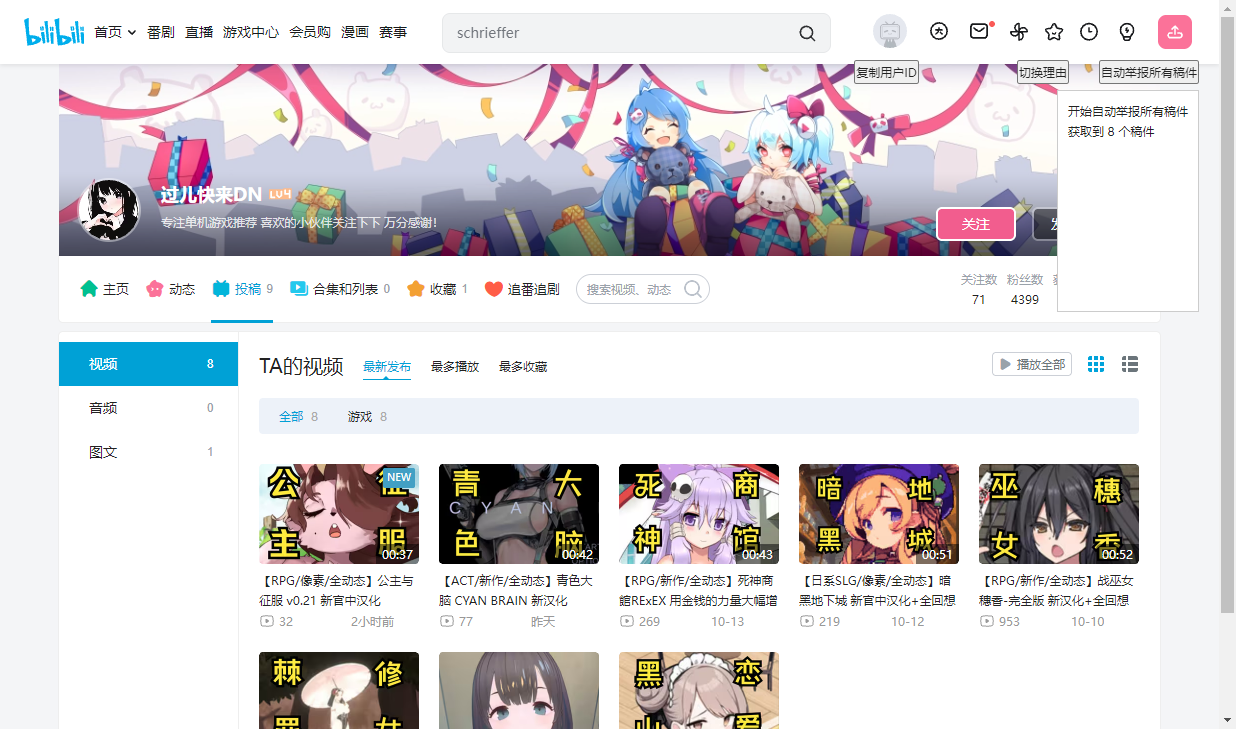 bilibili 首页 番剧 直播 游戏中心 会员购 漫画 赛事 schrieffer
复制用户ID 切换理由 自动举报所有稿件
开始自动举报所有稿件
获取到 8 个稿件
过儿快来DN LV4
专注单机游戏推荐 喜欢的小伙伴关注下下 万分感谢!
关注
主页 动态 投稿 9 合集和列表 0 收藏 1 追番追剧 搜索视频、动态
关注数 粉丝数
71 4399
视频 8
音频 0
图文 1
TA的视频 最新发布 最多播放 最多收藏 播放全部
全部 8 游戏 8
公主 征服 NEW 00:37
【RPG/像素/全动态】公主与
征服 v0.21 新官中汉化
32 2小时前
青色 大脑 CYAN 00:42
【ACT/新作/全动态】青色大
脑 CYAN BRAIN 新汉化
77 昨天
死神 商馆 00:43
【RPG/新作/全动态】死神商
館RExEX 用金钱的力量大幅增
269 10-13
暗黑 地城 00:51
【日系SLG/像素/全动态】暗
黑地下城 新官中汉化+全回想
219 10-12
巫女 穗香 00:52
【RPG/新作/全动态】战巫女
穗香-完全版 新汉化+全回想
953 10-10
棘罪 修女
黑山 恋爱